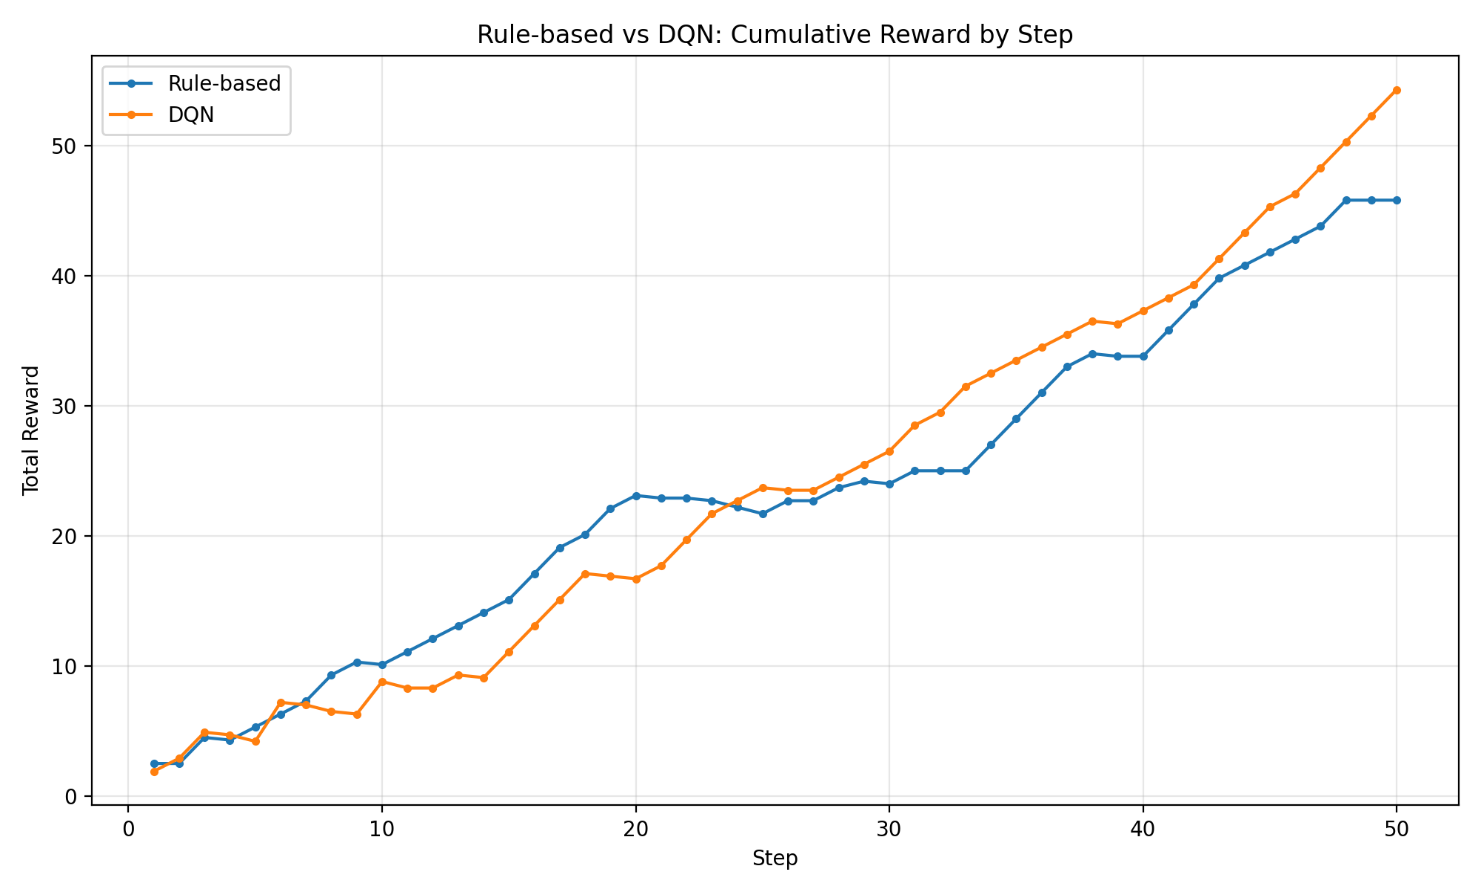 Rule-based vs DQN: Cumulative Reward by Step
Rule-based
DQN
Total Reward
50
40
30
20
10
0
0 10 20 30 40 50
Step